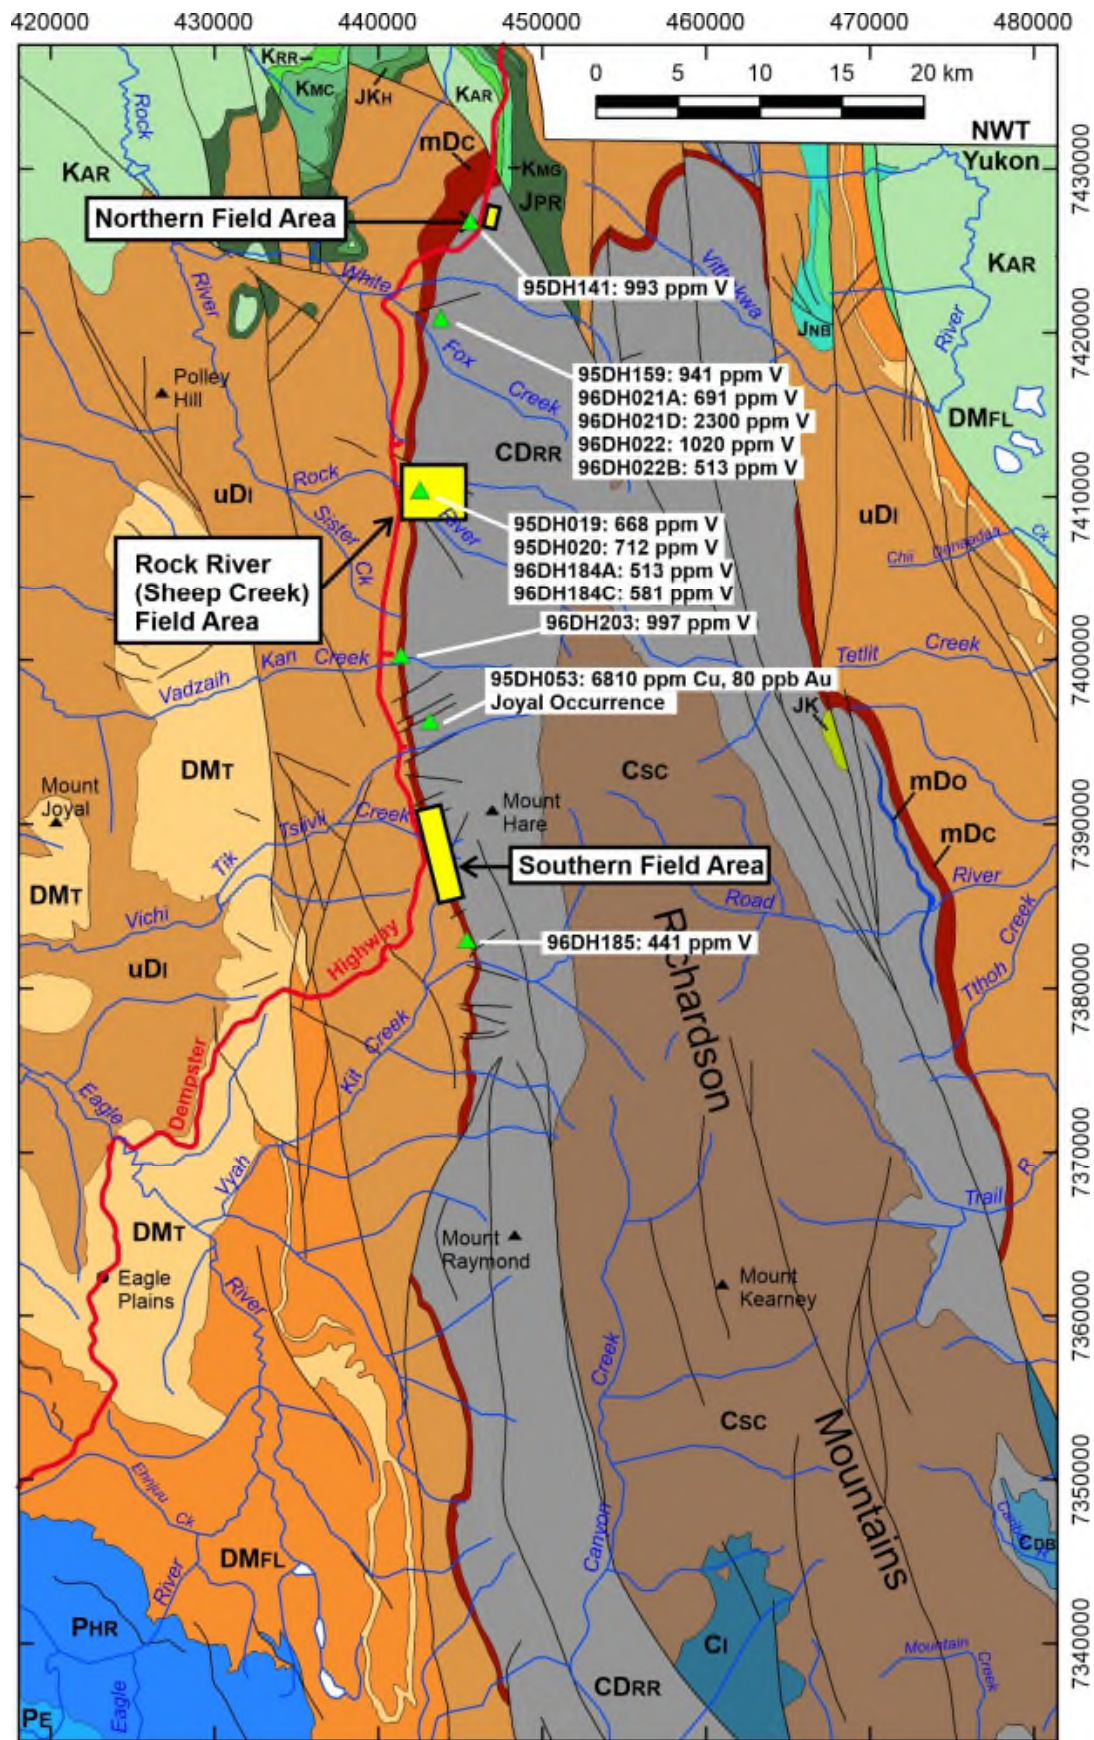 420000
430000
440000
450000
460000
470000
480000
KRR
KMC
JKH
KAR
0 5 10 15 20 km
NWT
Yukon
mDC
KMG
JPR
KAR
Rock
River
Northern Field Area
White
95DH141: 993 ppm V
Vittrekwa
River
JNB
KAR
7430000
7420000
Fox
Creek
95DH159: 941 ppm V
96DH021A: 691 ppm V
96DH021D: 2300 ppm V
96DH022: 1020 ppm V
96DH022B: 513 ppm V
Polley
Hill
DMFL
CDRR
uDI
Rock
River
Sister
Ck
7410000
uDI
Chii
Ck
Rock River
(Sheep Creek)
Field Area
95DH019: 668 ppm V
95DH020: 712 ppm V
96DH184A: 513 ppm V
96DH184C: 581 ppm V
96DH203: 997 ppm V
Vadzaih Kan Creek
Tetlit Creek
7400000
95DH053: 6810 ppm Cu, 80 ppb Au
Joyal Occurrence
JK
DMT
CSC
mDO
Mount
Joyal
Mount
Hare
mDC
7390000
Tik Tsiivii Creek
Southern Field Area
DMT
Vichi
Road River
Tthoh Creek
96DH185: 441 ppm V
uDI
Highway
Richardson
7380000
Dempster
Kit Creek
Eagle
Vyah
7370000
Trail R
DMT
Mount
Raymond
Eagle
Plains
Mount
Kearney
River
7360000
Creek
CSC
Mountains
7350000
Ehnjuu
Ck
Canyon
CDB
DMFL
River
PHR
CI
Mountain
Creek
7340000
CDRR
PE
Eagle